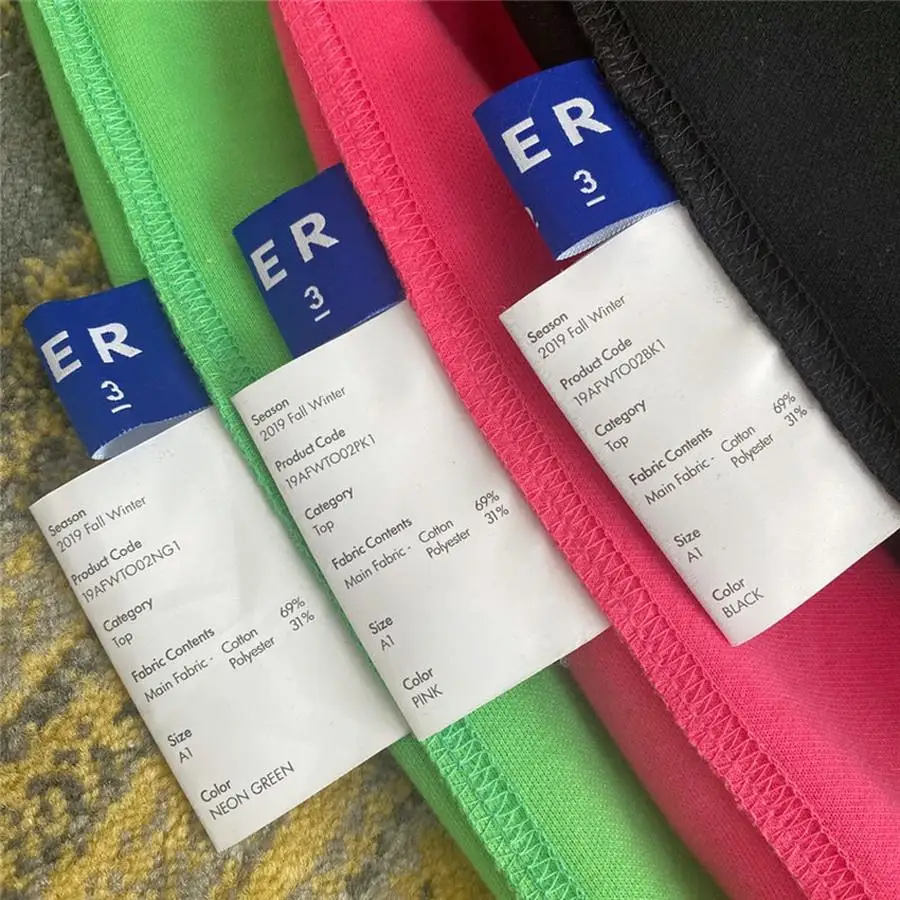 ER
3
Season
2019 Fall Winter
Product Code
19AFWTO02NG1
Category
Top
Fabric Contents
Main Fabric - Cotton 69%
Polyester 31%
Size
A1
Color
NEON GREEN
ER
3
Season
2019 Fall Winter
Product Code
19AFWTO02PK1
Category
Top
Fabric Contents
Main Fabric - Cotton 69%
Polyester 31%
Size
A1
Color
PINK
ER
3
Season
2019 Fall Winter
Product Code
19AFWTO02BK1
Category
Top
Fabric Contents
Main Fabric - Cotton 69%
Polyester 31%
Size
A1
Color
BLACK